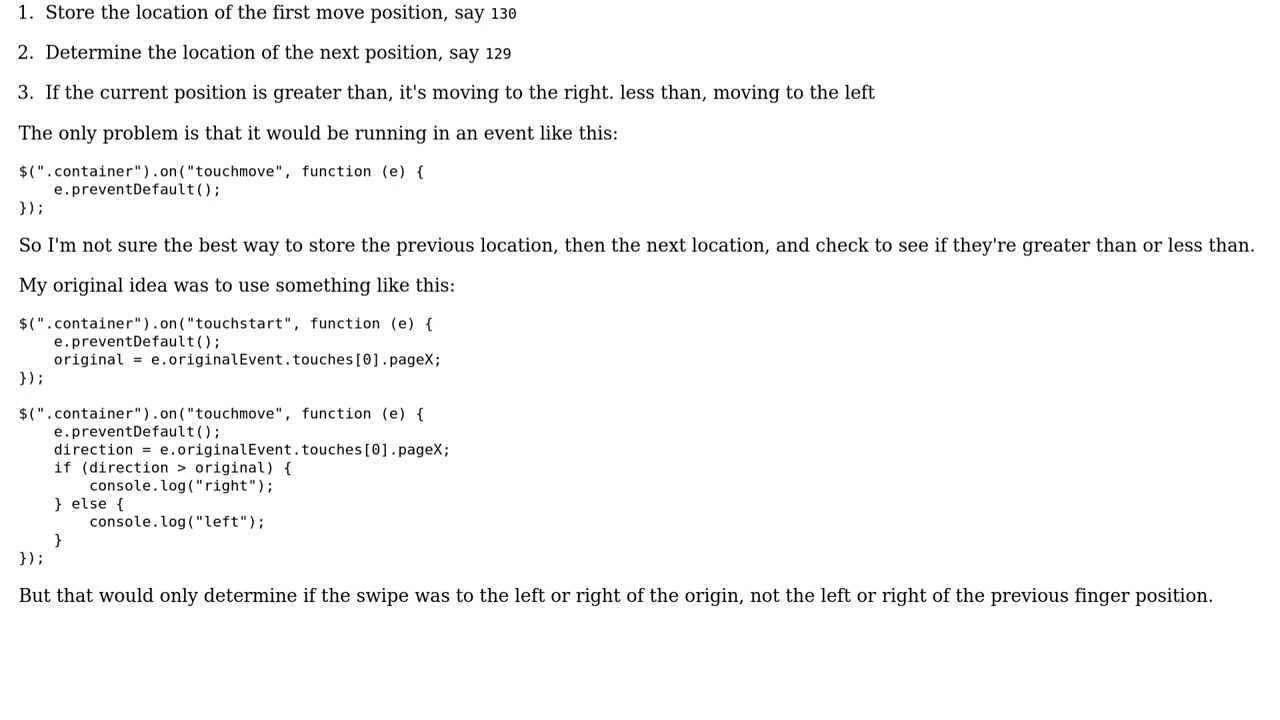 1. Store the location of the first move position, say 130
2. Determine the location of the next position, say 129
3. If the current position is greater than, it's moving to the right. less than, moving to the left
The only problem is that it would be running in an event like this:
$(".container").on("touchmove", function (e) {
    e.preventDefault();
});
So I'm not sure the best way to store the previous location, then the next location, and check to see if they're greater than or less than.
My original idea was to use something like this:
$(".container").on("touchstart", function (e) {
    e.preventDefault();
    original = e.originalEvent.touches[0].pageX;
});
$(".container").on("touchmove", function (e) {
    e.preventDefault();
    direction = e.originalEvent.touches[0].pageX;
    if (direction > original) {
        console.log("right");
    } else {
        console.log("left");
    }
});
But that would only determine if the swipe was to the left or right of the origin, not the left or right of the previous finger position.